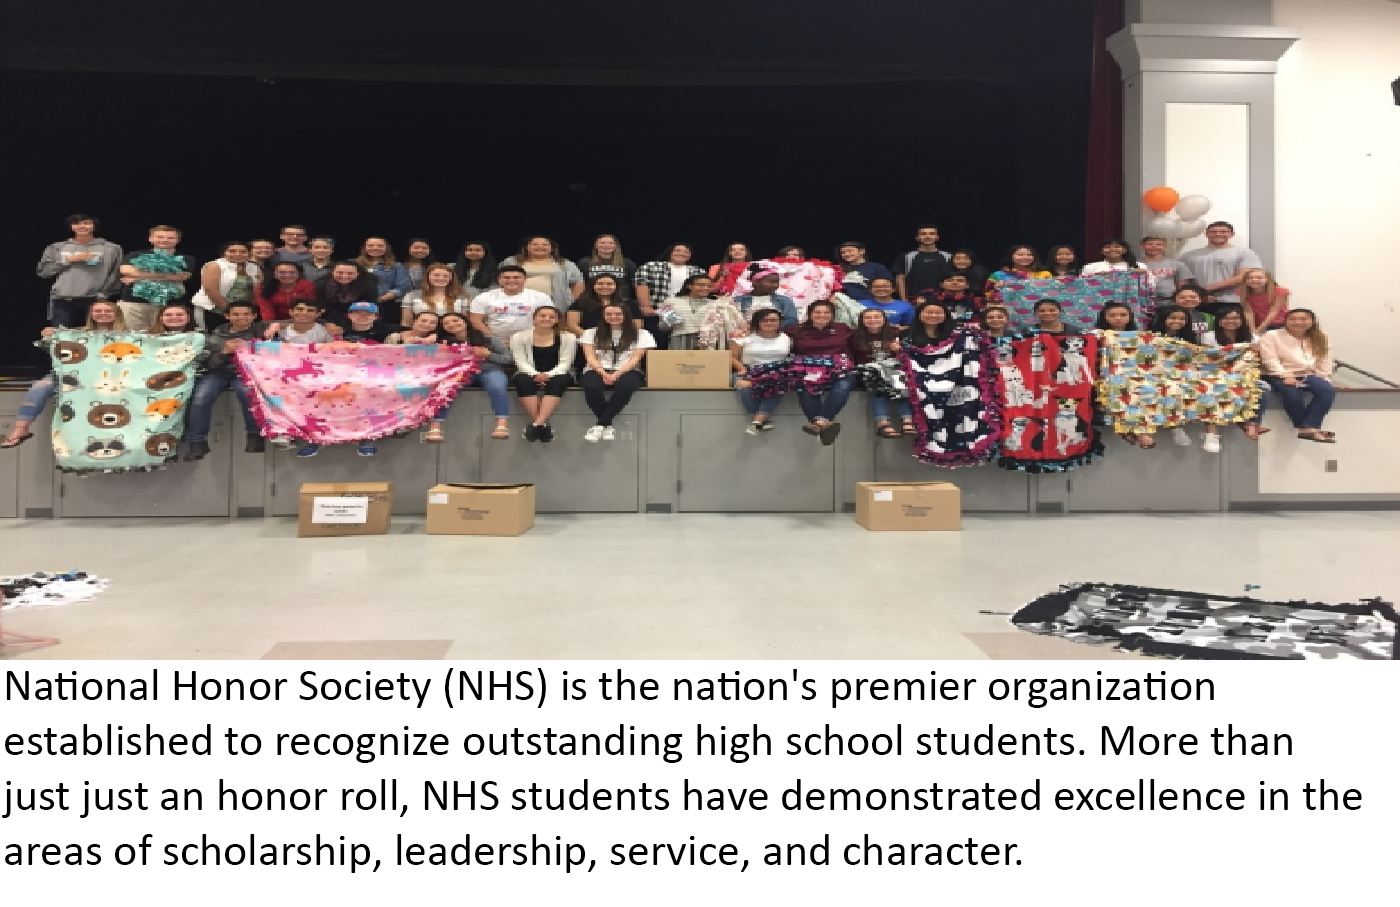 National Honor Society (NHS) is the nation's premier organization
established to recognize outstanding high school students. More than
just just an honor roll, NHS students have demonstrated excellence in the
areas of scholarship, leadership, service, and character.